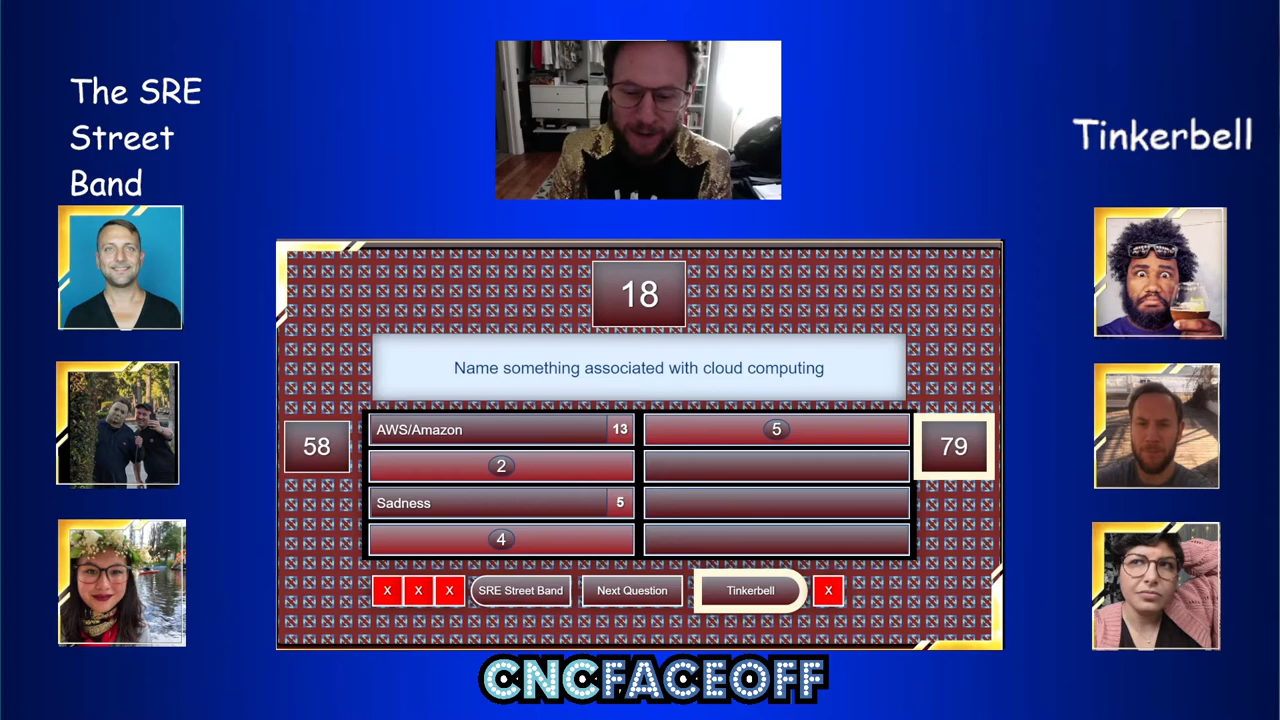 The SRE
Street
Band
Tinkerbell
18
Name something associated with cloud computing
58
AWS/Amazon 13
5
2
Sadness 5
4
79
X X X
SRE Street Band
Next Question
Tinkerbell
X
CNCFACEOFF